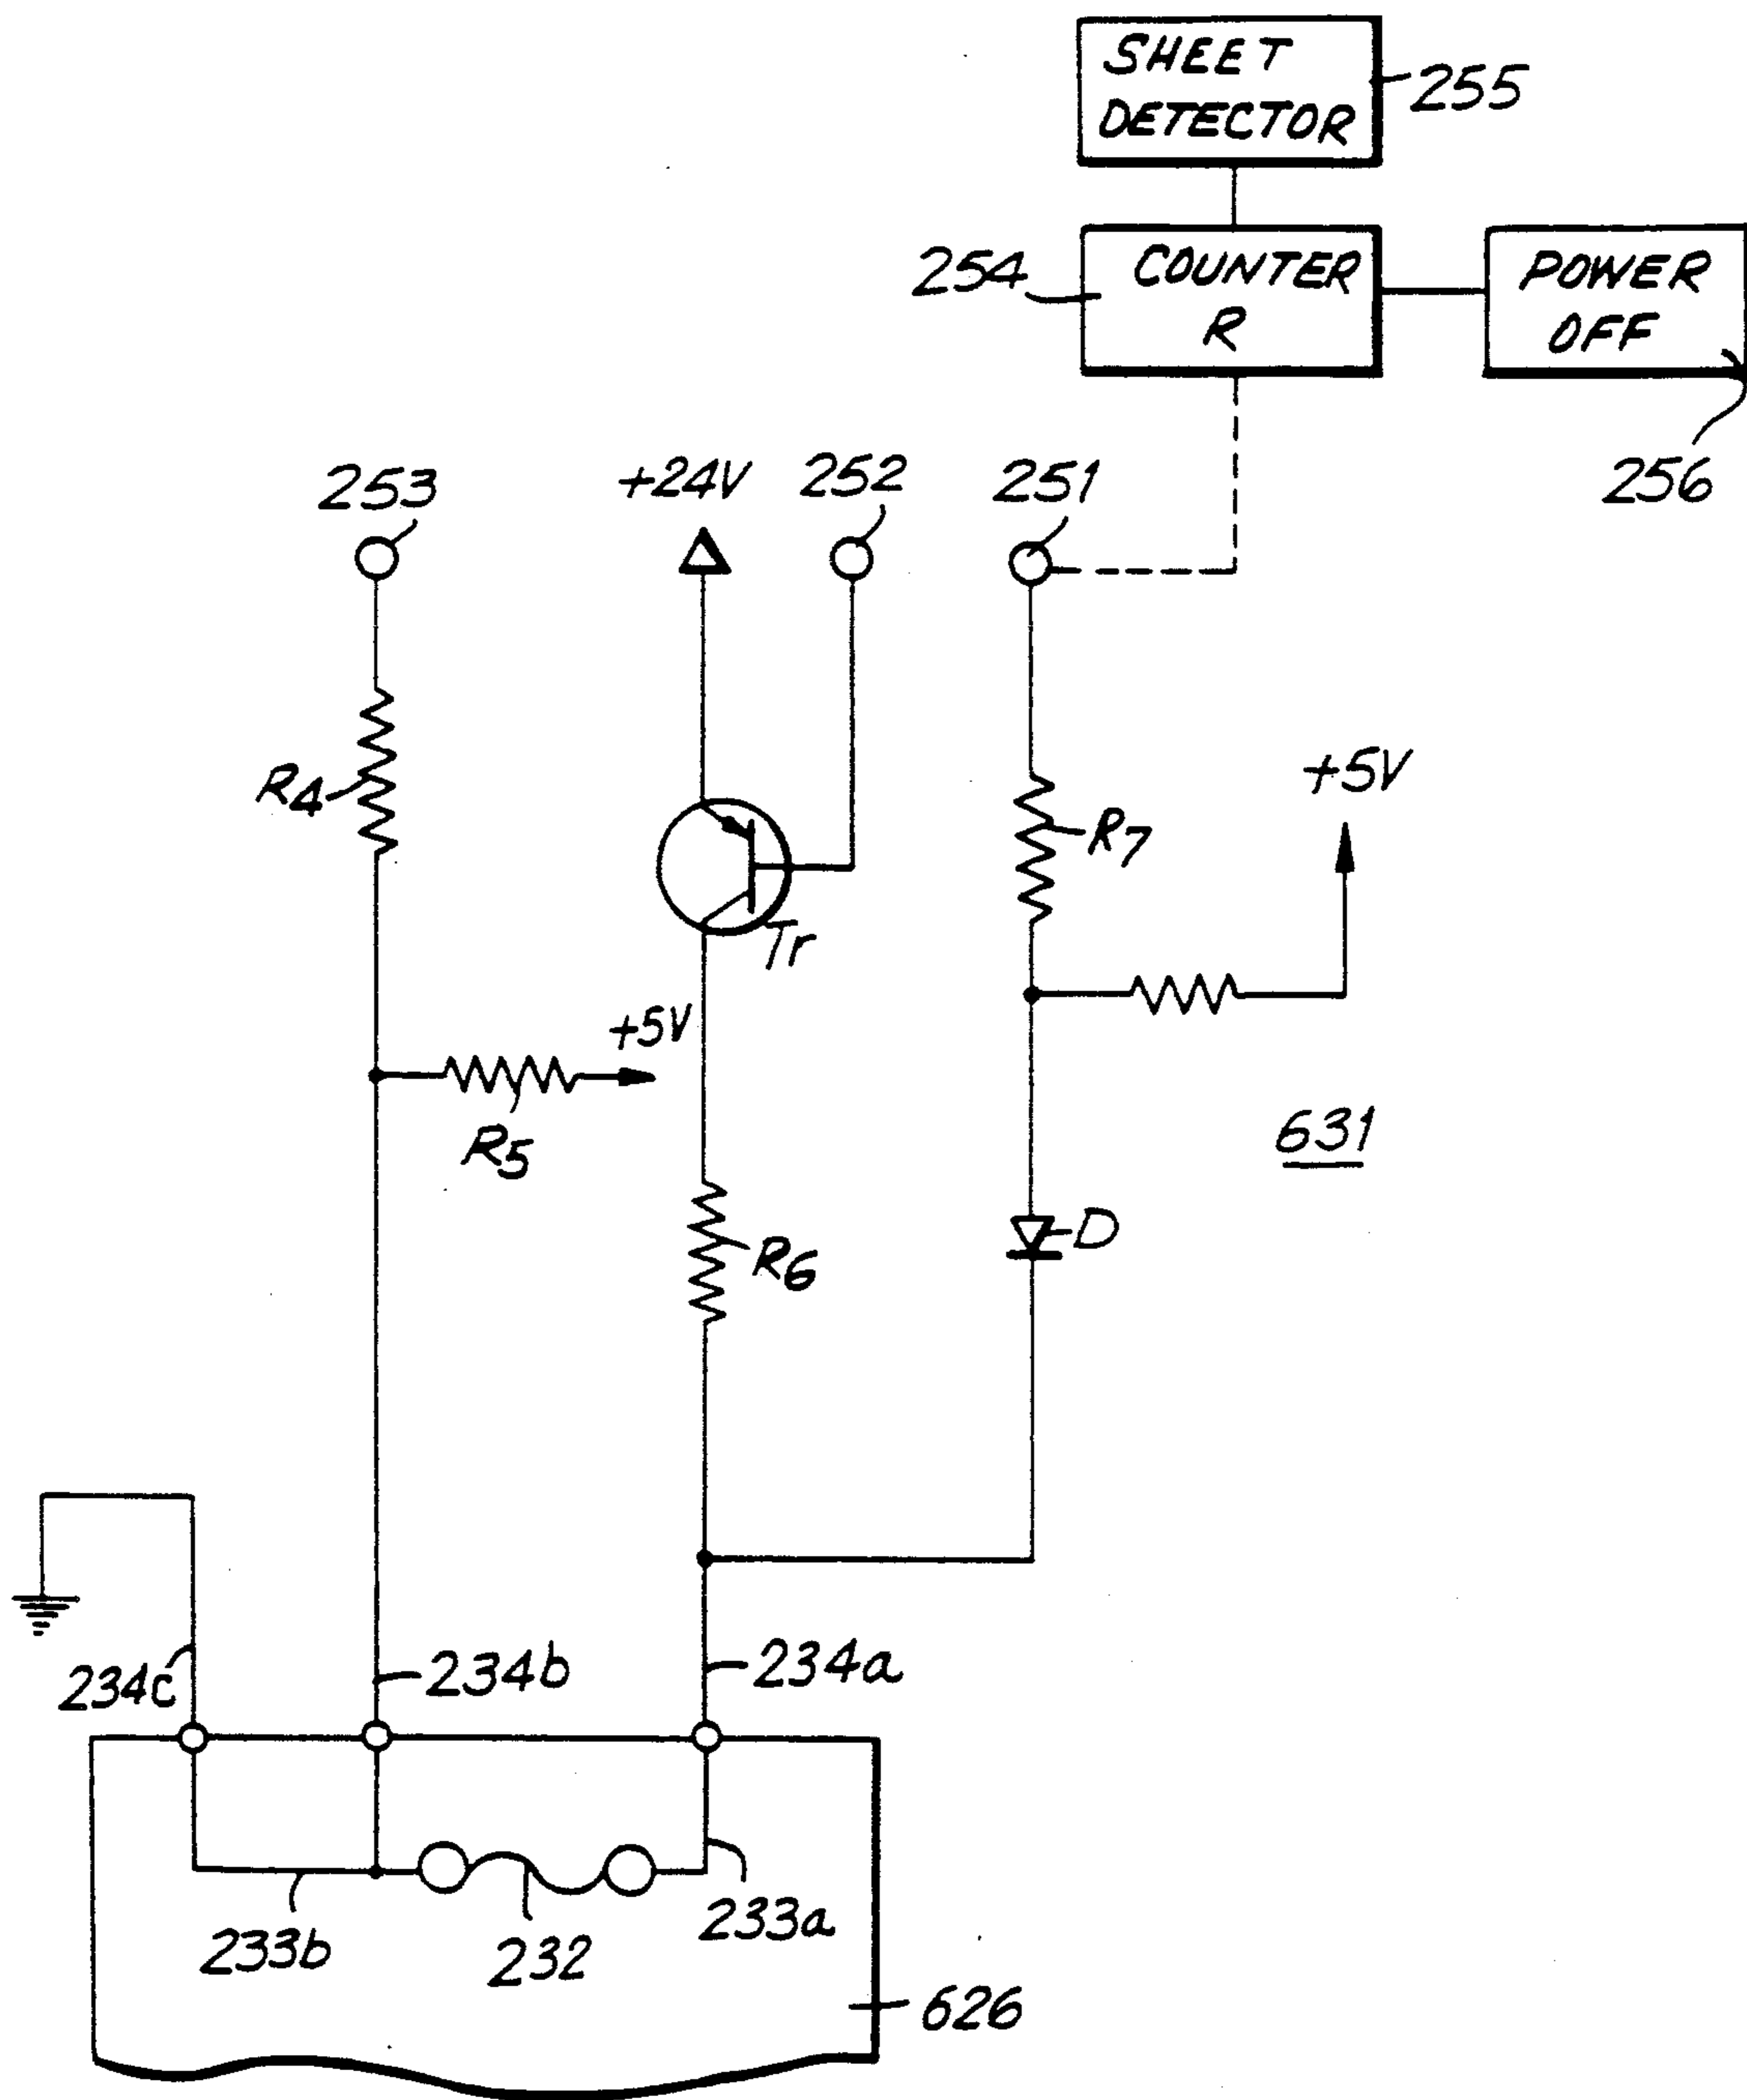 SHEET
DETECTOR
255
254
COUNTER
R
POWER
OFF
256
253
+24V
252
251
R4
Tr
R7
+5V
+5V
R5
631
R6
D
234c
234b
234a
233b
232
233a
626